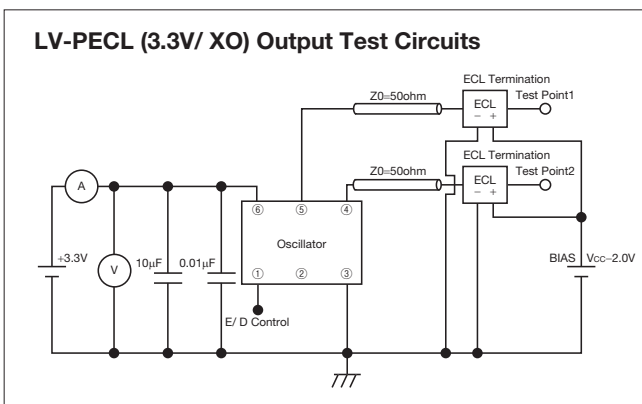 LV-PECL (3.3V/ XO) Output Test Circuits
ECL Termination
Z0=50ohm
ECL
− +
Test Point1
ECL Termination
Z0=50ohm
ECL
− +
Test Point2
A
⑥ ⑤ ④
+3.3V
V
10μF
0.01μF
Oscillator
① ② ③
BIAS
Vcc−2.0V
E/ D Control